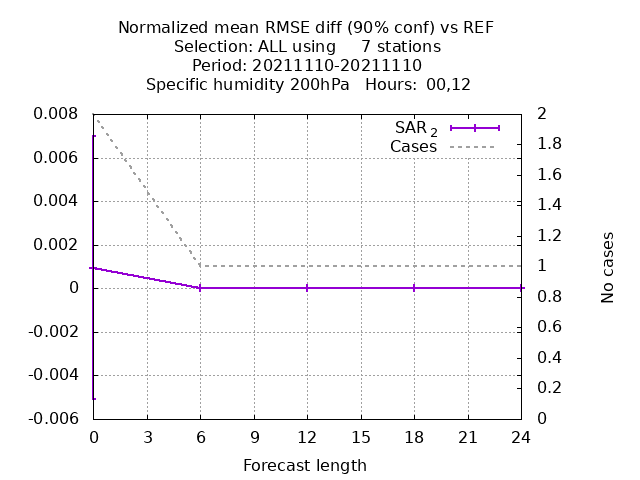 Normalized mean RMSE diff (90% conf) vs REF
Selection: ALL using     7 stations
Period: 20211110-20211110
Specific humidity 200hPa   Hours:  00,12
0.008
0.006
0.004
0.002
0
-0.002
-0.004
-0.006
SAR 2
Cases
2
1.8
1.6
1.4
1.2
1
0.8
0.6
0.4
0.2
0
No cases
0 3 6 9 12 15 18 21 24
Forecast length